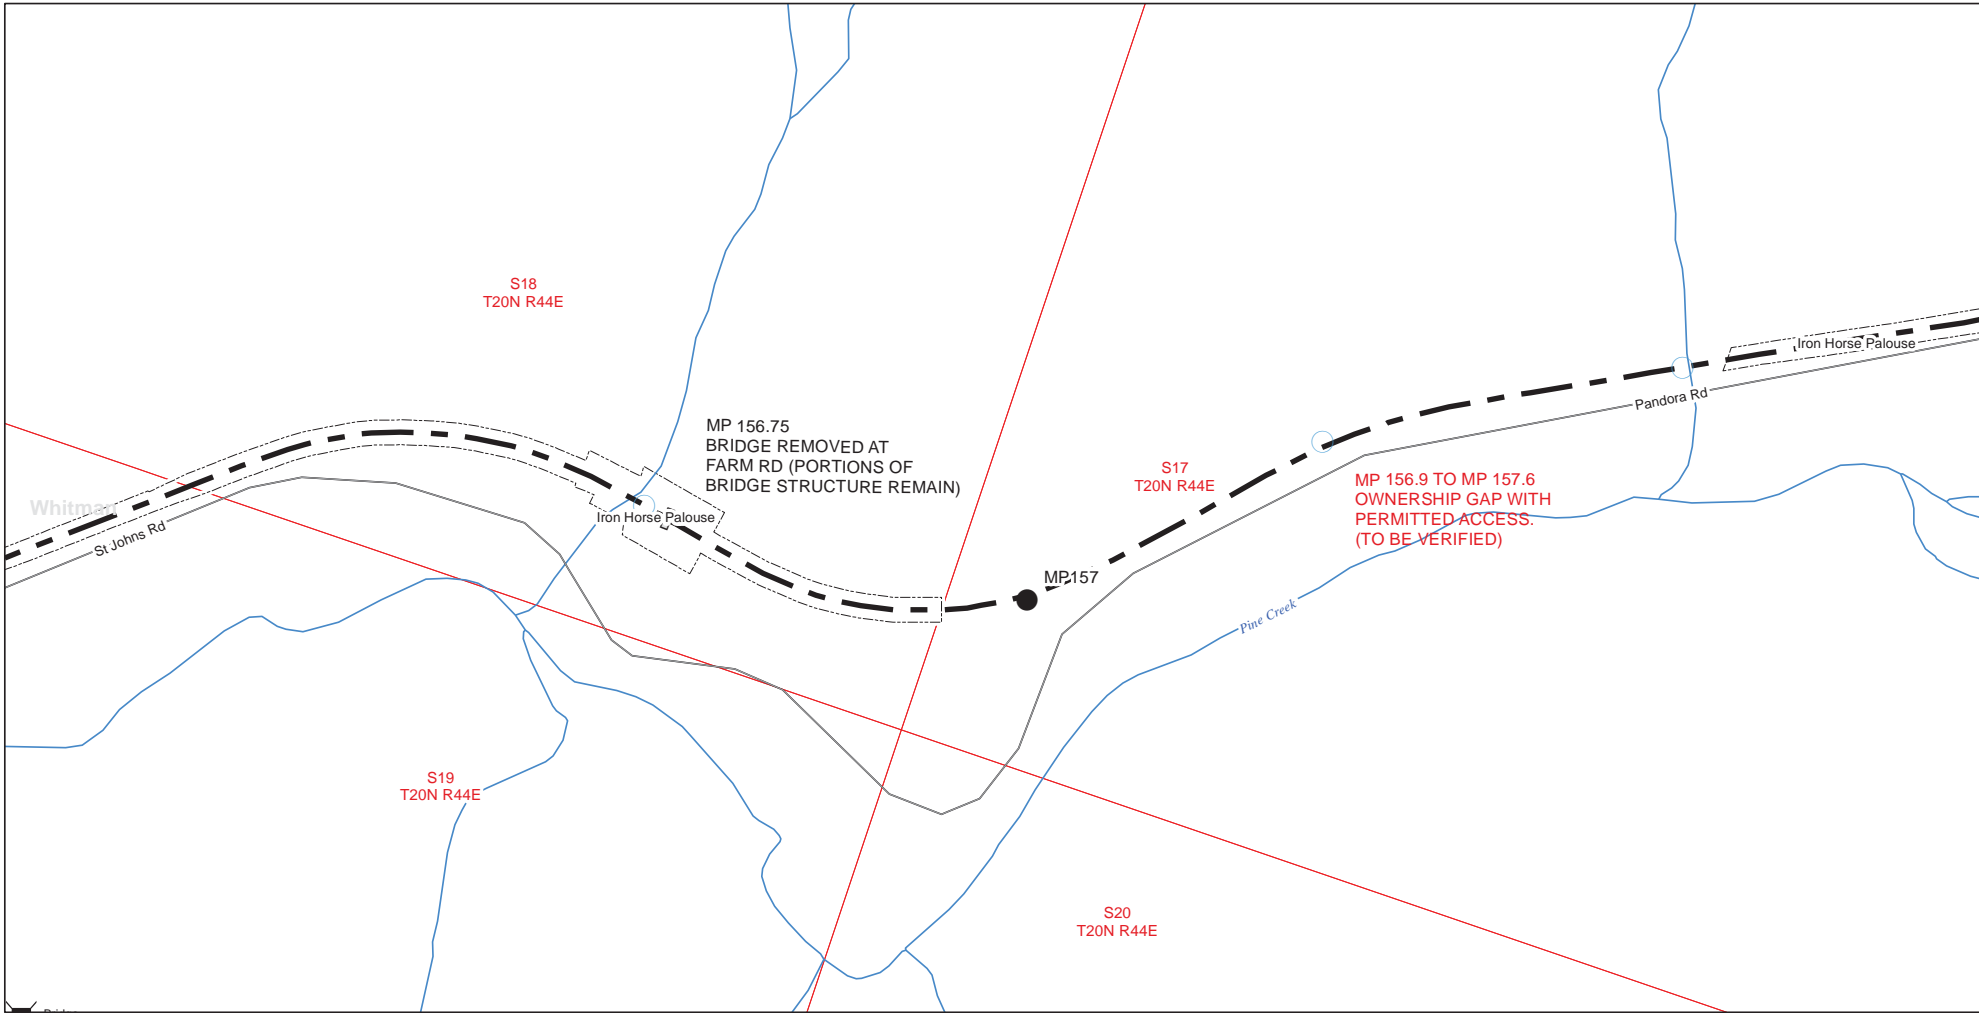 S18
T20N R44E
Iron Horse Palouse
Pandora Rd
MP 156.75
BRIDGE REMOVED AT
FARM RD (PORTIONS OF
BRIDGE STRUCTURE REMAIN)
S17
T20N R44E
MP 156.9 TO MP 157.6
OWNERSHIP GAP WITH
PERMITTED ACCESS.
(TO BE VERIFIED)
Whitman
St Johns Rd
Iron Horse Palouse
MP157
Pine Creek
S19
T20N R44E
S20
T20N R44E